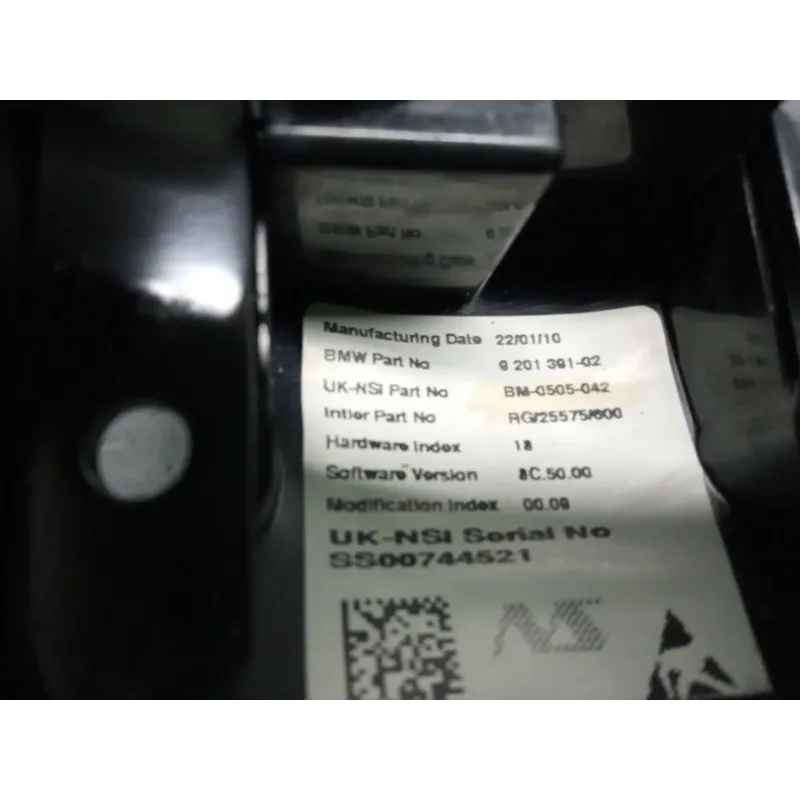 Manufacturing Date 22/01/10
BMW Part No 9 201 391-02
UK-NSI Part No BM-0505-042
Intier Part No RG/25575/600
Hardware Index 18
Software Version 8C.50.00
Modification Index 00.09
UK-NSI Serial No
SS00744521
NS